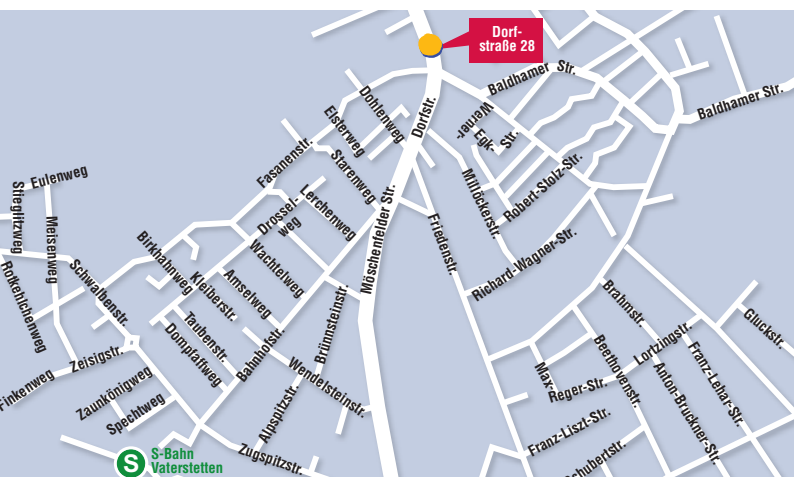 Dorf-
straße 28
Baldhamer Str.
Baldhamer Str.
Dorfstr.
Werner-
Egk-
Str.
Dohlenweg
Elsterweg
Starenweg
Fasanenstr.
Lerchenweg
Drossel-
weg
Wachtelweg
Amselweg
Birkhahnweg
Kleiberstr.
Taubenstr.
Dompfaffweg
Eulenweg
Stieglitzweg
Meisenweg
Rotkehlchenweg
Schwalbenstr.
Zeisigstr.
Finkenweg
Zaunkönigweg
Spechtweg
Bahnhofstr.
Möschenfelder Str.
Brünnsteinstr.
Wendelsteinstr.
Alpspitzstr.
Zugspitzstr.
Friedenstr.
Millöckerstr.
Robert-Stolz-Str.
Richard-Wagner-Str.
Brahmstr.
Beethovenstr.
Lortzingstr.
Max-
Reger-Str.
Franz-Liszt-Str.
Schubertstr.
Anton-Bruckner-Str.
Franz-Lehar-Str.
Gluckstr.
S
S-Bahn
Vaterstetten